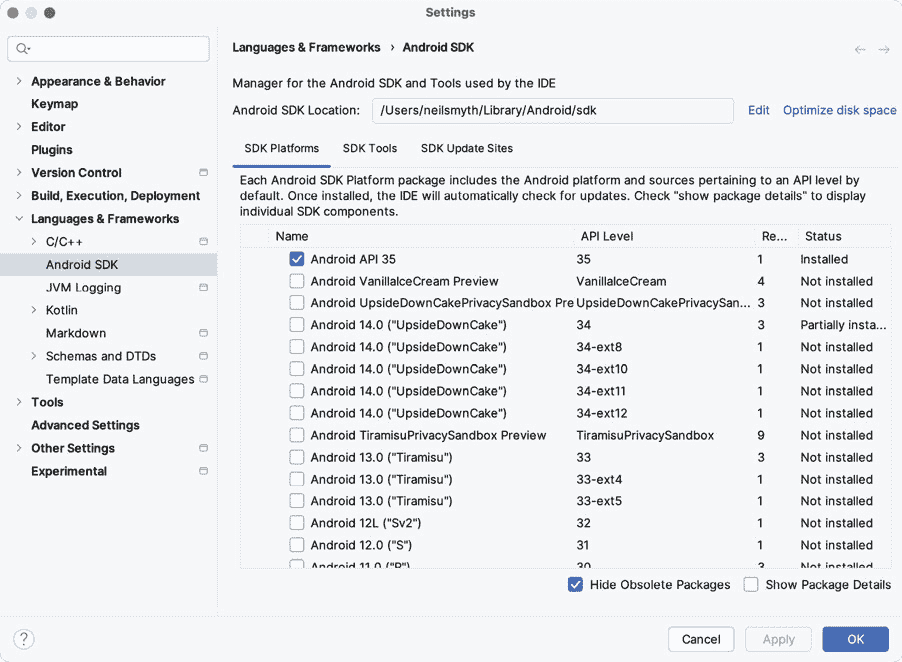 Settings
Languages & Frameworks › Android SDK
Appearance & Behavior
Keymap
Editor
Plugins
Version Control
Build, Execution, Deployment
Languages & Frameworks
C/C++
Android SDK
JVM Logging
Kotlin
Markdown
Schemas and DTDs
Template Data Languages
Tools
Advanced Settings
Other Settings
Experimental
Manager for the Android SDK and Tools used by the IDE
Android SDK Location: /Users/neilsmyth/Library/Android/sdk Edit Optimize disk space
SDK Platforms SDK Tools SDK Update Sites
Each Android SDK Platform package includes the Android platform and sources pertaining to an API level by
default. Once installed, the IDE will automatically check for updates. Check "show package details" to display
individual SDK components.
Name API Level Re... Status
Android API 35 35 1 Installed
Android VanillaIceCream Preview VanillaIceCream 4 Not installed
Android UpsideDownCakePrivacySandbox Pre UpsideDownCakePrivacySan... 3 Not installed
Android 14.0 ("UpsideDownCake") 34 3 Partially insta...
Android 14.0 ("UpsideDownCake") 34-ext8 1 Not installed
Android 14.0 ("UpsideDownCake") 34-ext10 1 Not installed
Android 14.0 ("UpsideDownCake") 34-ext11 1 Not installed
Android 14.0 ("UpsideDownCake") 34-ext12 1 Not installed
Android TiramisuPrivacySandbox Preview TiramisuPrivacySandbox 9 Not installed
Android 13.0 ("Tiramisu") 33 3 Not installed
Android 13.0 ("Tiramisu") 33-ext4 1 Not installed
Android 13.0 ("Tiramisu") 33-ext5 1 Not installed
Android 12L ("Sv2") 32 1 Not installed
Android 12.0 ("S") 31 1 Not installed
Android 11.0 ("R") 30 3 Not installed
Hide Obsolete Packages Show Package Details
? Cancel Apply OK